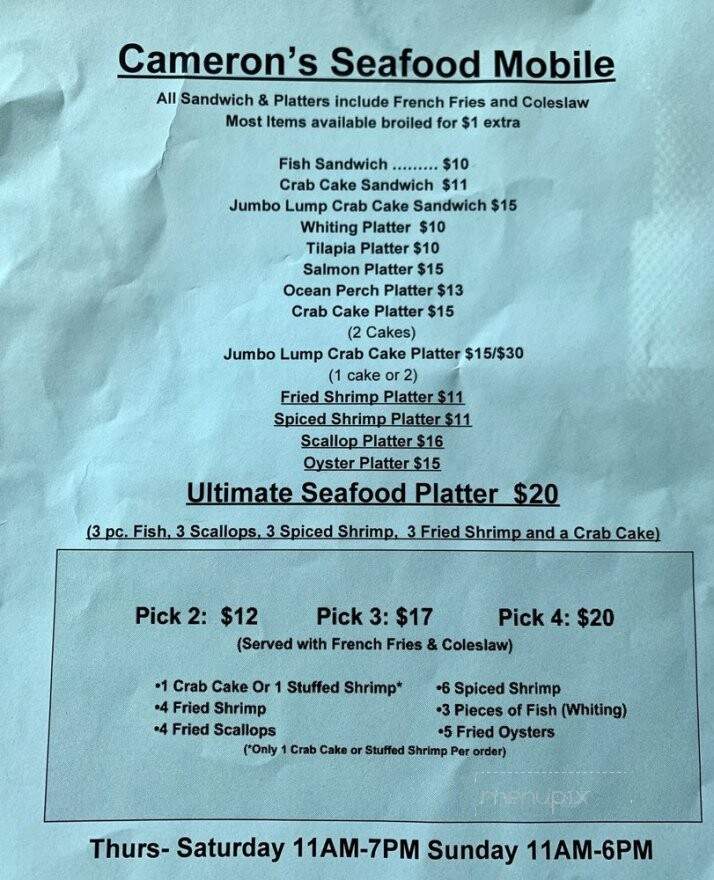 Cameron's Seafood Mobile
All Sandwich & Platters include French Fries and Coleslaw
Most Items available broiled for $1 extra
Fish Sandwich ......... $10
Crab Cake Sandwich $11
Jumbo Lump Crab Cake Sandwich $15
Whiting Platter $10
Tilapia Platter $10
Salmon Platter $15
Ocean Perch Platter $13
Crab Cake Platter $15
(2 Cakes)
Jumbo Lump Crab Cake Platter $15/$30
(1 cake or 2)
Fried Shrimp Platter $11
Spiced Shrimp Platter $11
Scallop Platter $16
Oyster Platter $15
Ultimate Seafood Platter $20
(3 pc. Fish, 3 Scallops, 3 Spiced Shrimp, 3 Fried Shrimp and a Crab Cake)
Pick 2: $12 Pick 3: $17 Pick 4: $20
(Served with French Fries & Coleslaw)
•1 Crab Cake Or 1 Stuffed Shrimp* •6 Spiced Shrimp
•4 Fried Shrimp •3 Pieces of Fish (Whiting)
•4 Fried Scallops •5 Fried Oysters
(*Only 1 Crab Cake or Stuffed Shrimp Per order)
menupix
Thurs- Saturday 11AM-7PM Sunday 11AM-6PM